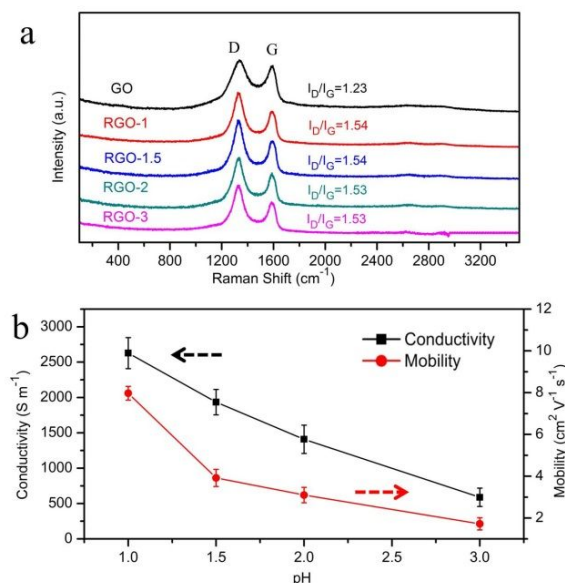 a
D G
GO
I_D/I_G=1.23
RGO-1
I_D/I_G=1.54
RGO-1.5
I_D/I_G=1.54
RGO-2
I_D/I_G=1.53
RGO-3
I_D/I_G=1.53
Intensity (a.u.)
400 800 1200 1600 2000 2400 2800 3200
Raman Shift (cm⁻¹)
b
Conductivity
Mobility
3000
2500
2000
1500
1000
500
0
Conductivity (S m⁻¹)
12
10
8
6
4
2
Mobility (cm² V⁻¹ s⁻¹)
1.0 1.5 2.0 2.5 3.0
pH